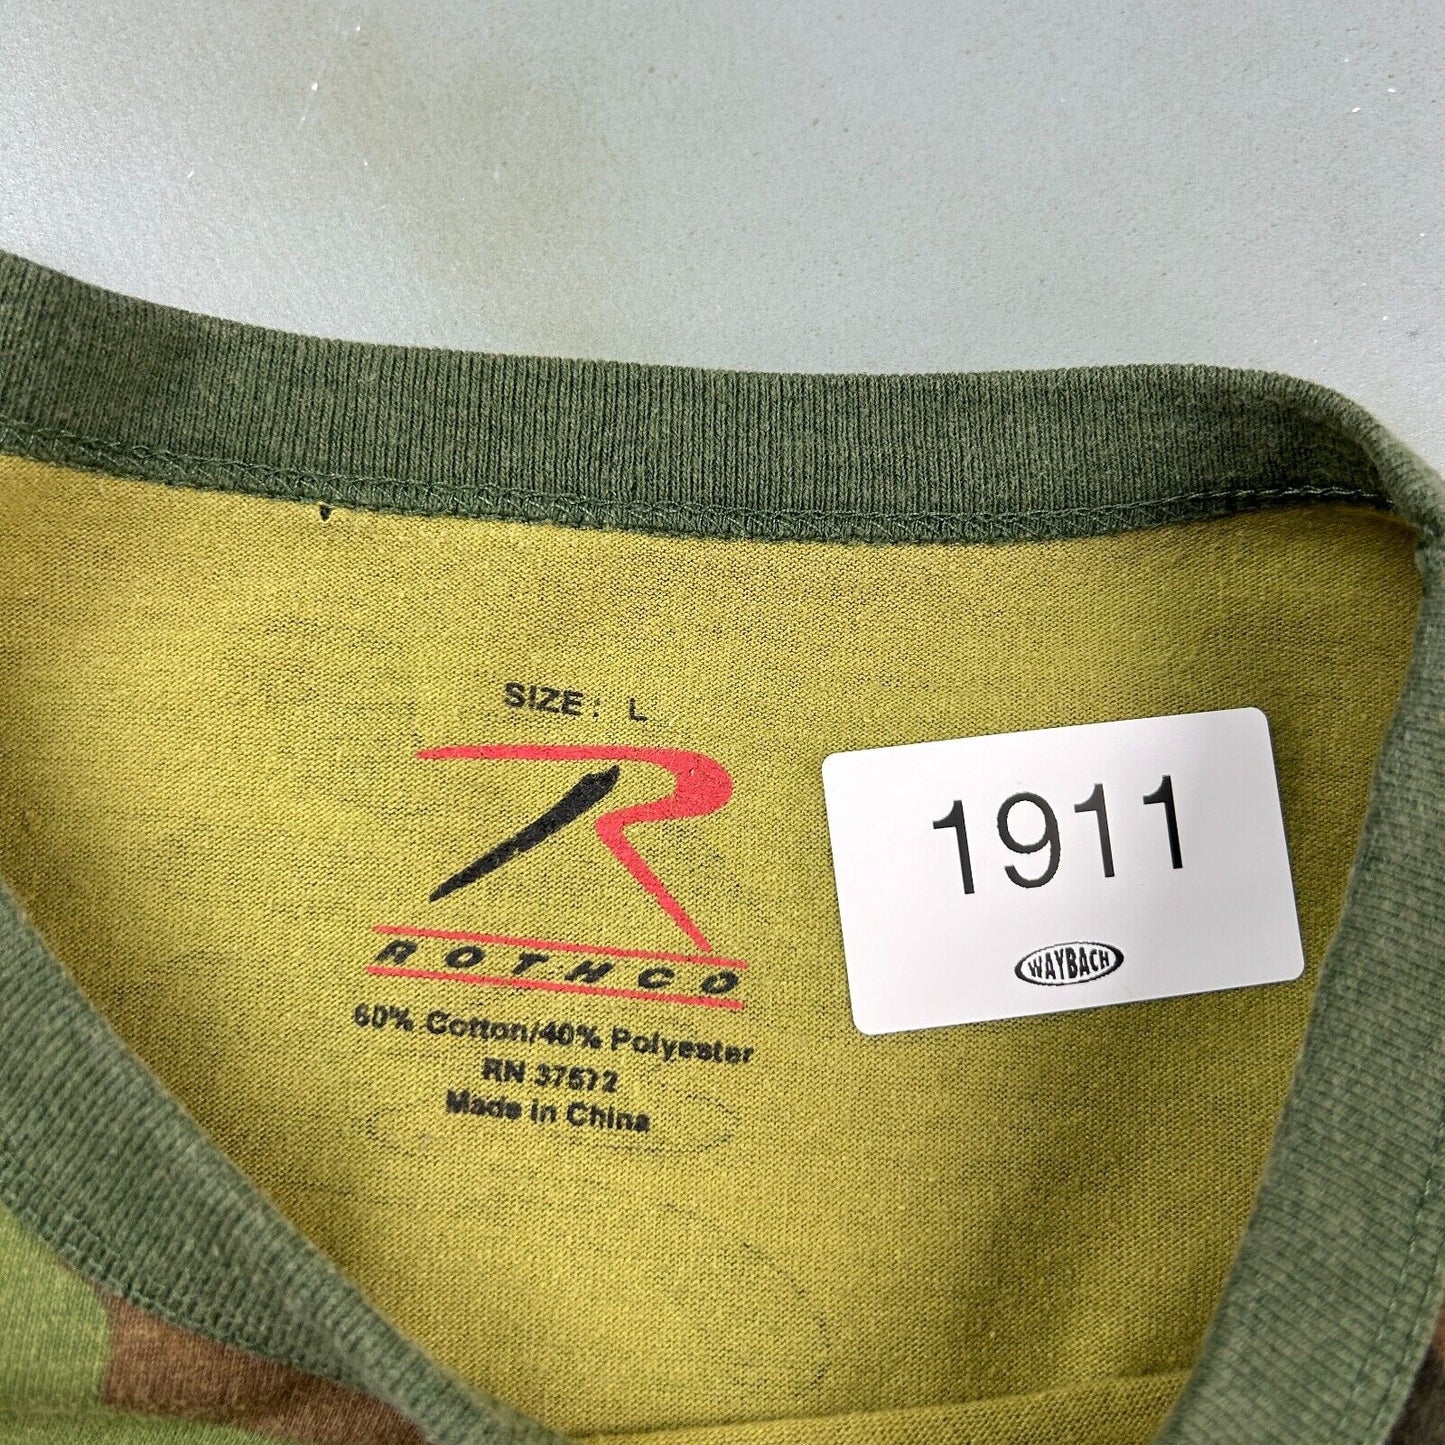 SIZE: L
ROTHCO
60% Cotton/40% Polyester
RN 37572
Made in China
1911
WAYBACH